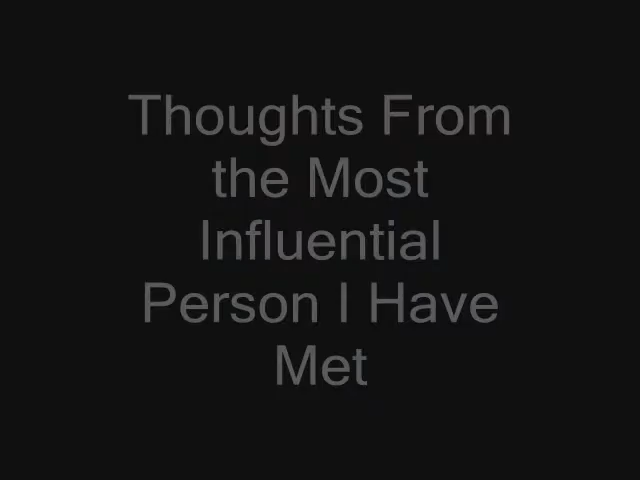 Thoughts From
the Most
Influential
Person I Have
Met